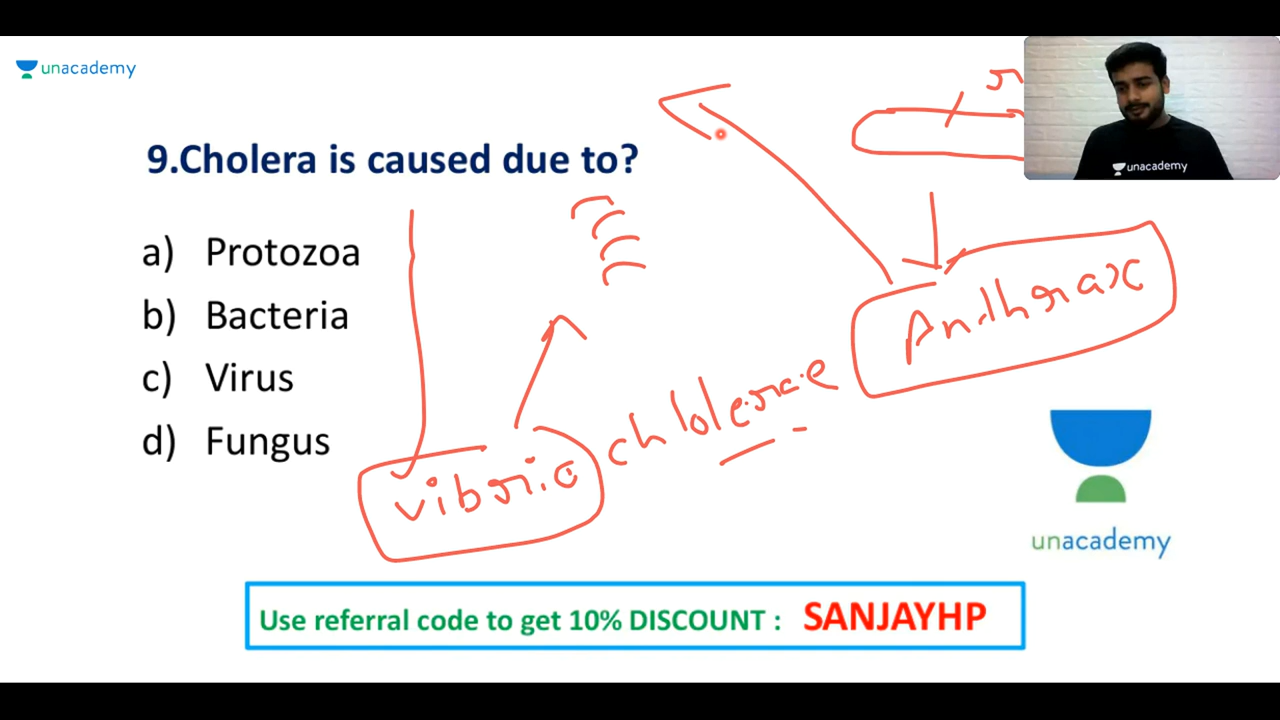 unacademy
unacademy
9.Cholera is caused due to?
a) Protozoa
b) Bacteria
c) Virus
d) Fungus
Anthrax
vibrio chlolerae
unacademy
Use referral code to get 10% DISCOUNT : SANJAYHP